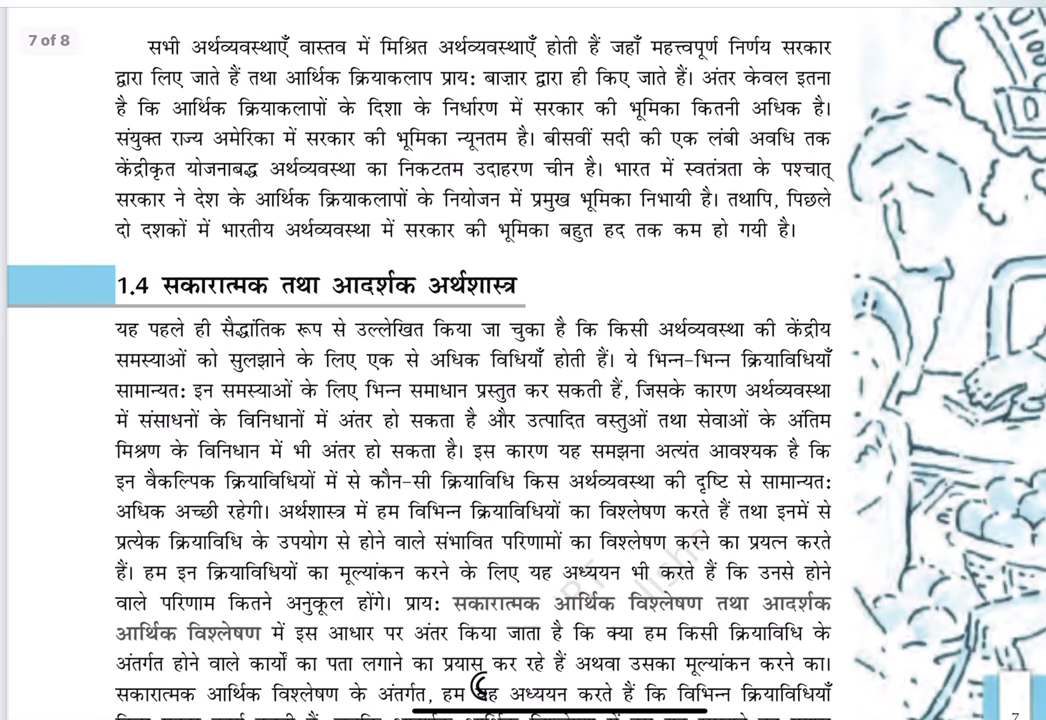 7 of 8
सभी अर्थव्यवस्थाएँ वास्तव में मिश्रित अर्थव्यवस्थाएँ होती हैं जहाँ महत्त्वपूर्ण निर्णय सरकार
द्वारा लिए जाते हैं तथा आर्थिक क्रियाकलाप प्राय: बाज़ार द्वारा ही किए जाते हैं। अंतर केवल इतना
है कि आर्थिक क्रियाकलापों के दिशा के निर्धारण में सरकार की भूमिका कितनी अधिक है।
संयुक्त राज्य अमेरिका में सरकार की भूमिका न्यूनतम है। बीसवीं सदी की एक लंबी अवधि तक
केंद्रीकृत योजनाबद्ध अर्थव्यवस्था का निकटतम उदाहरण चीन है। भारत में स्वतंत्रता के पश्चात्
सरकार ने देश के आर्थिक क्रियाकलापों के नियोजन में प्रमुख भूमिका निभायी है। तथापि, पिछले
दो दशकों में भारतीय अर्थव्यवस्था में सरकार की भूमिका बहुत हद तक कम हो गयी है।
1.4 सकारात्मक तथा आदर्शक अर्थशास्त्र
यह पहले ही सैद्धांतिक रूप से उल्लेखित किया जा चुका है कि किसी अर्थव्यवस्था की केंद्रीय
समस्याओं को सुलझाने के लिए एक से अधिक विधियाँ होती हैं। ये भिन्न-भिन्न क्रियाविधियाँ
सामान्यत: इन समस्याओं के लिए भिन्न समाधान प्रस्तुत कर सकती हैं, जिसके कारण अर्थव्यवस्था
में संसाधनों के विनिधानों में अंतर हो सकता है और उत्पादित वस्तुओं तथा सेवाओं के अंतिम
मिश्रण के विनिधान में भी अंतर हो सकता है। इस कारण यह समझना अत्यंत आवश्यक है कि
इन वैकल्पिक क्रियाविधियों में से कौन-सी क्रियाविधि किस अर्थव्यवस्था की दृष्टि से सामान्यत:
अधिक अच्छी रहेगी। अर्थशास्त्र में हम विभिन्न क्रियाविधियों का विश्लेषण करते हैं तथा इनमें से
प्रत्येक क्रियाविधि के उपयोग से होने वाले संभावित परिणामों का विश्लेषण करने का प्रयत्न करते
हैं। हम इन क्रियाविधियों का मूल्यांकन करने के लिए यह अध्ययन भी करते हैं कि उनसे होने
वाले परिणाम कितने अनुकूल होंगे। प्राय: सकारात्मक आर्थिक विश्लेषण तथा आदर्शक
आर्थिक विश्लेषण में इस आधार पर अंतर किया जाता है कि क्या हम किसी क्रियाविधि के
अंतर्गत होने वाले कार्यों का पता लगाने का प्रयास कर रहे हैं अथवा उसका मूल्यांकन करने का।
सकारात्मक आर्थिक विश्लेषण के अंतर्गत, हम अध्ययन करते हैं कि विभिन्न क्रियाविधियाँ
7